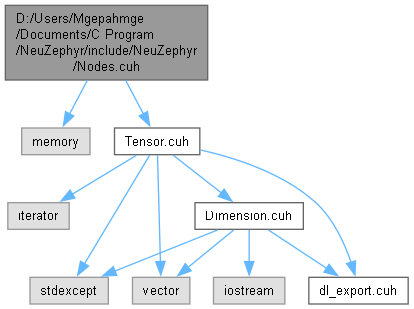 D:/Users/Mgepahmge
/Documents/C Program
/NeuZephyr/include/NeuZephyr
/Nodes.cuh
memory
Tensor.cuh
iterator
Dimension.cuh
stdexcept
vector
iostream
dl_export.cuh